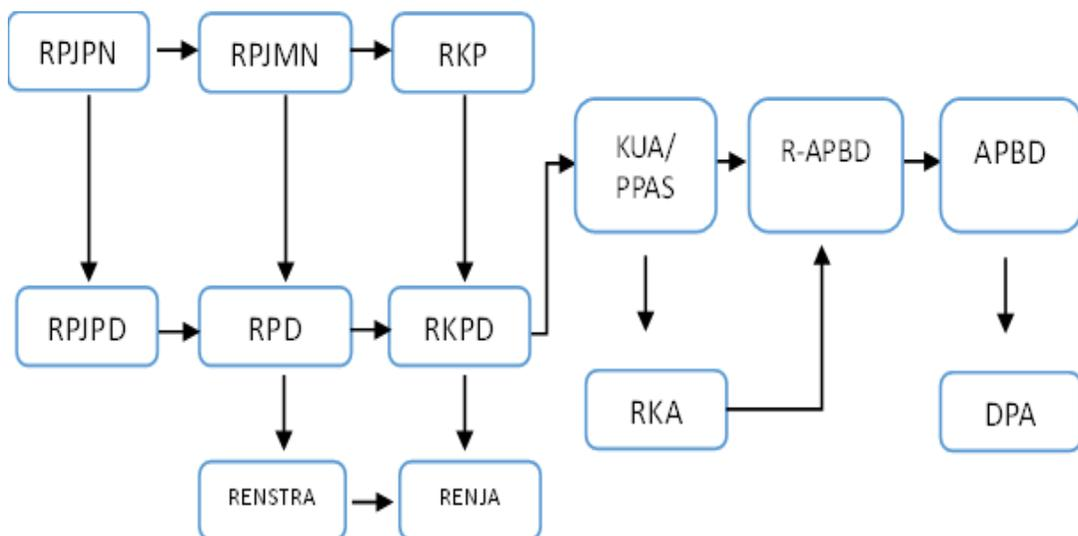 RPJPN
RPJMN
RKP
KUA/
PPAS
R-APBD
APBD
RPJPD
RPD
RKPD
RKA
DPA
RENSTRA
RENJA